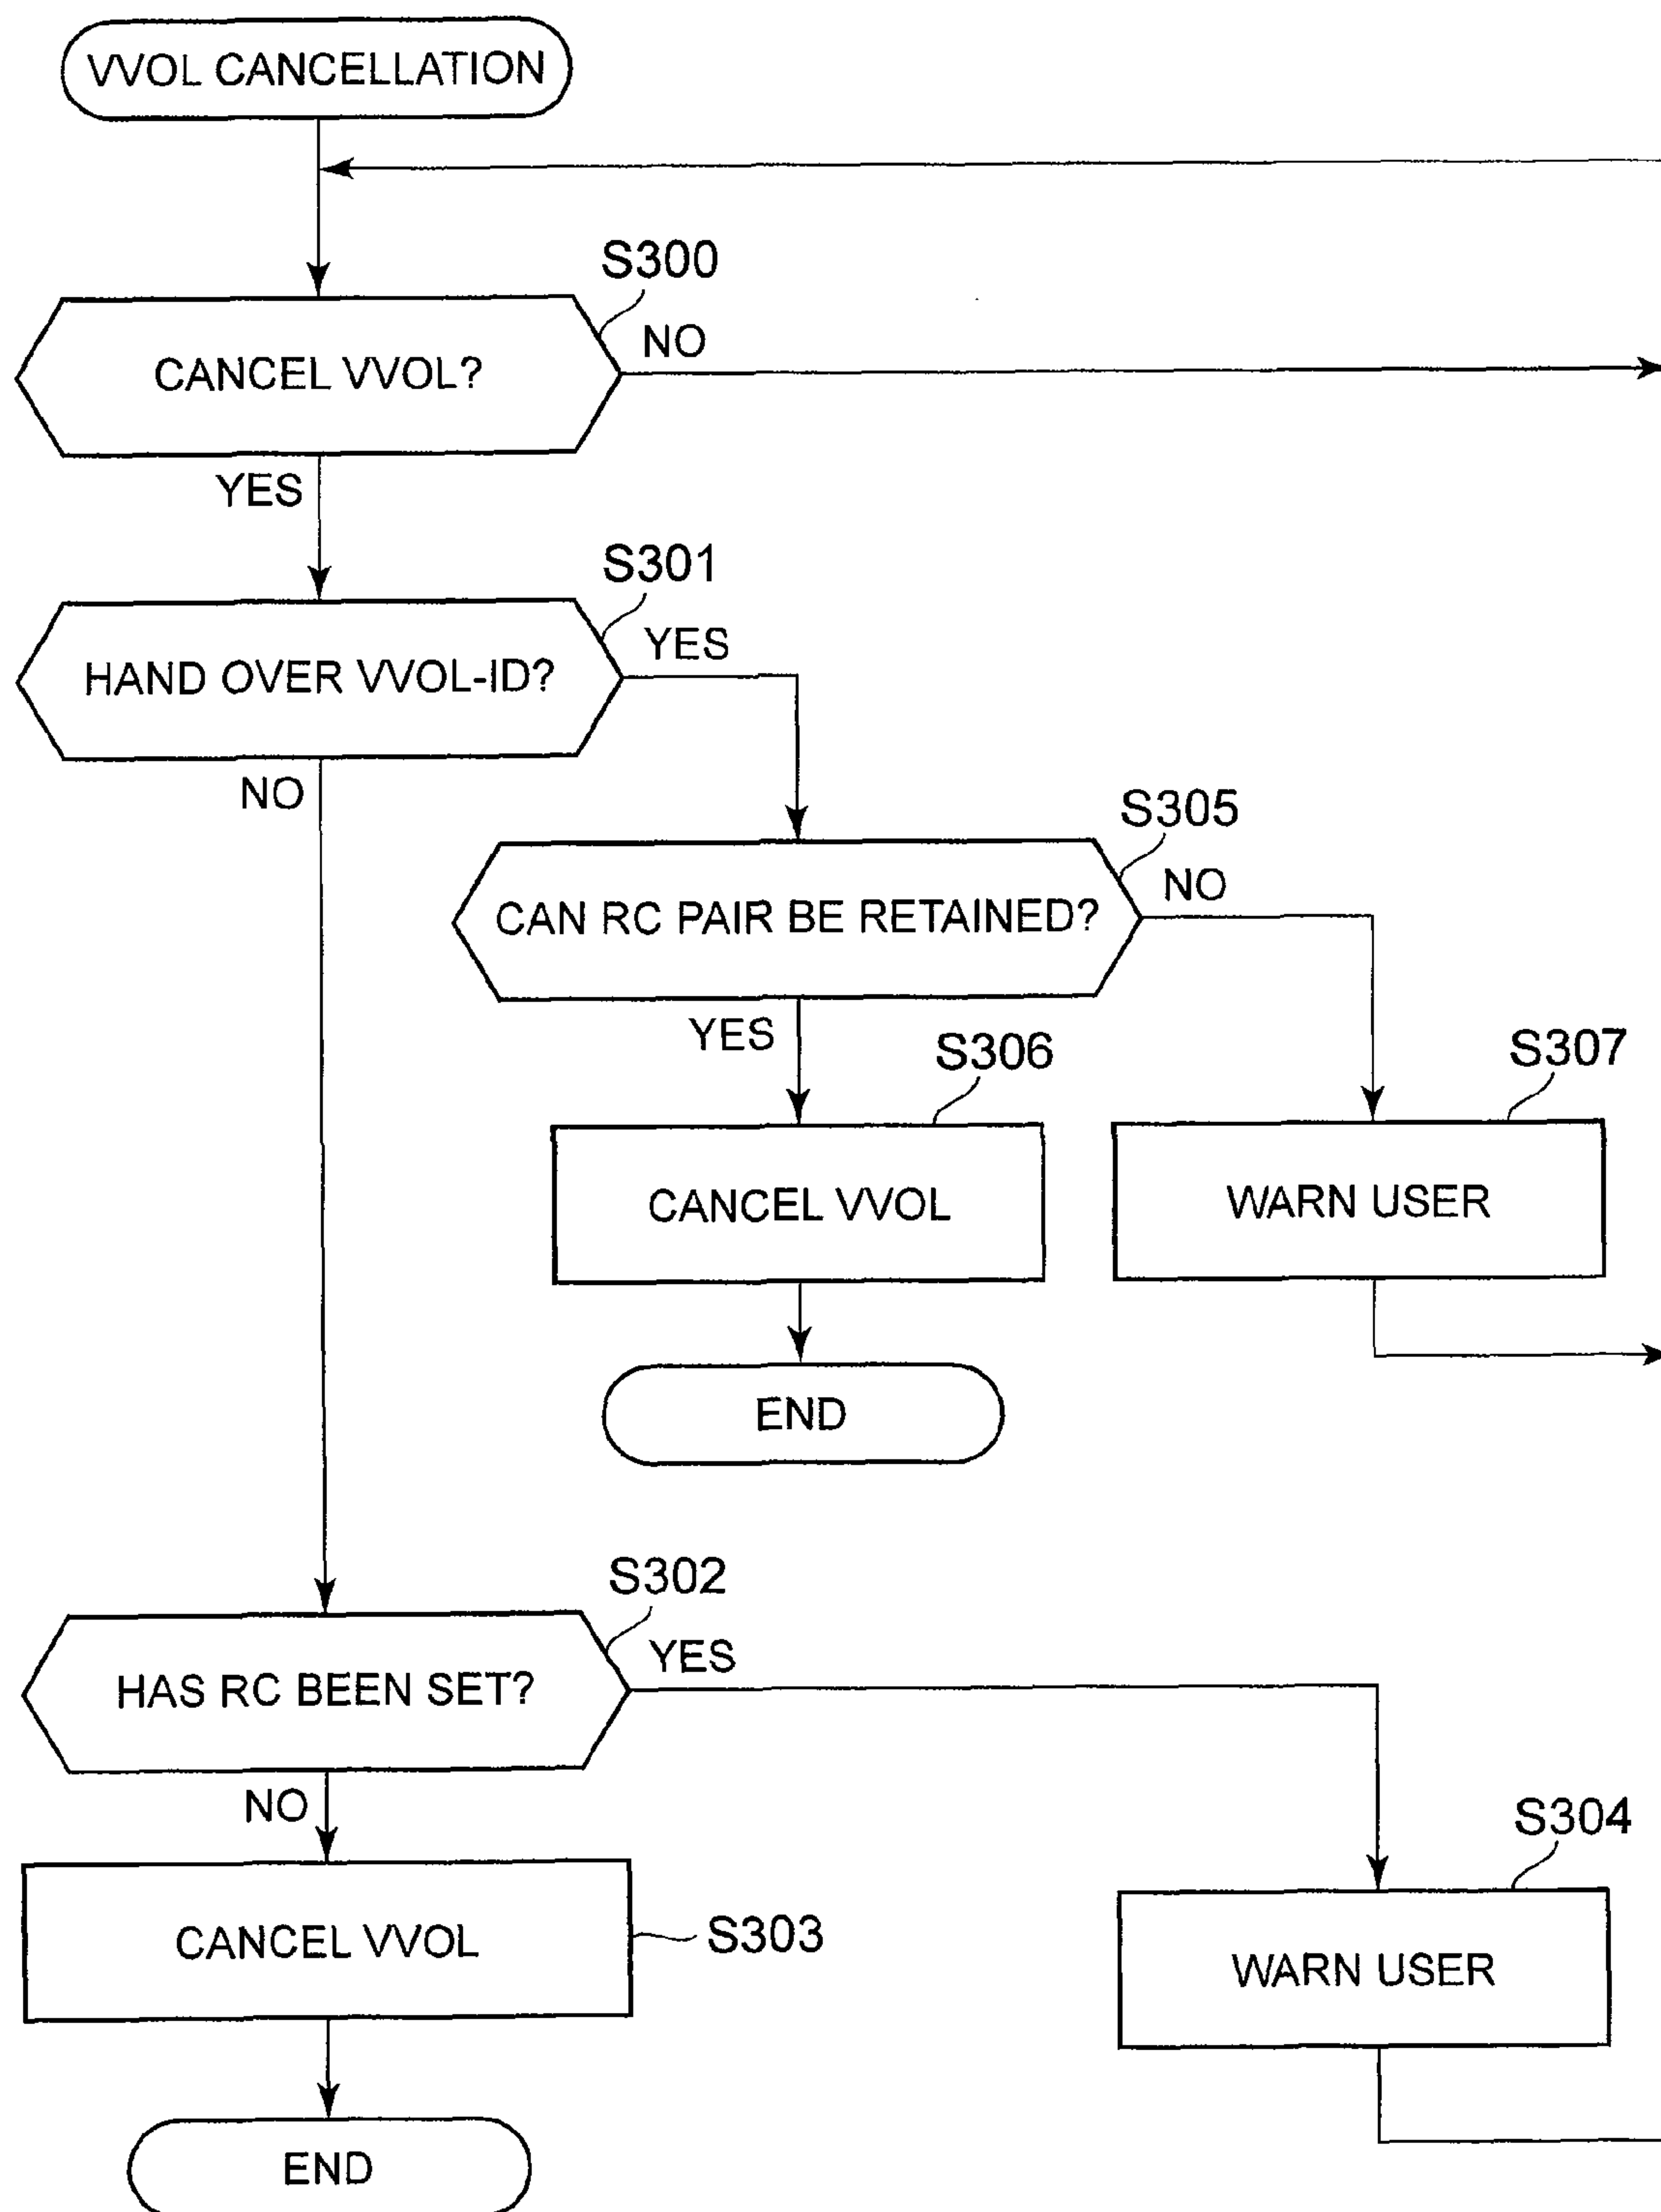 VVOL CANCELLATION
S300
CANCEL VVOL?
NO
YES
S301
HAND OVER VVOL-ID?
YES
NO
S305
CAN RC PAIR BE RETAINED?
NO
YES
S306
S307
CANCEL VVOL
WARN USER
END
S302
HAS RC BEEN SET?
YES
NO
S304
CANCEL VVOL
S303
WARN USER
END